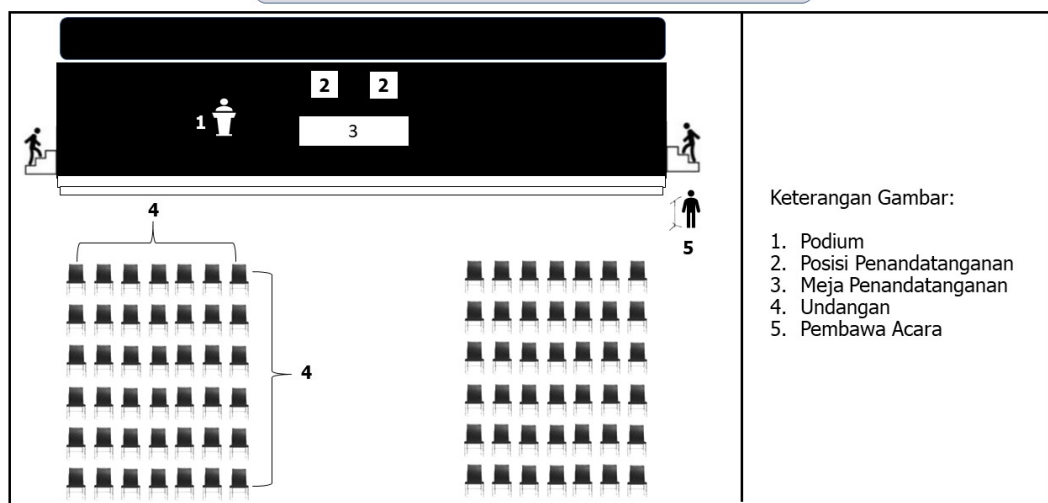 2 2
1
3
4
5
4
Keterangan Gambar:
1. Podium
2. Posisi Penandatanganan
3. Meja Penandatanganan
4. Undangan
5. Pembawa Acara